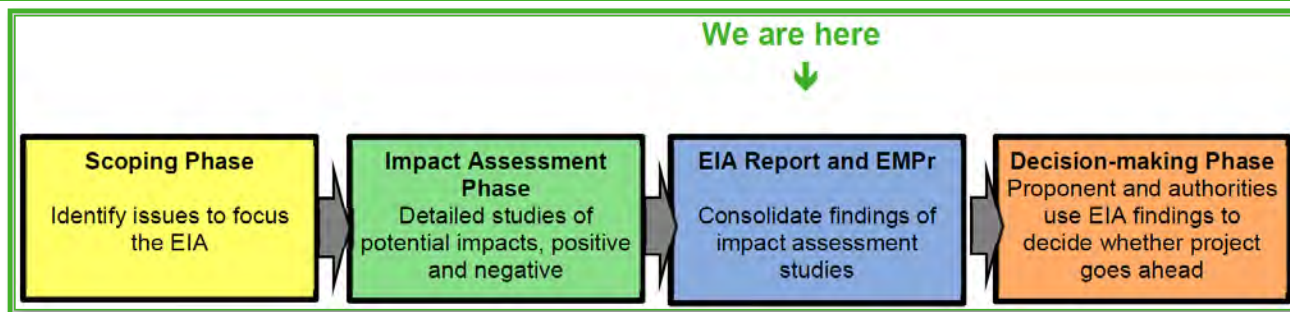 We are here
Scoping Phase
Identify issues to focus
the EIA
Impact Assessment
Phase
Detailed studies of
potential impacts, positive
and negative
EIA Report and EMPr
Consolidate findings of
impact assessment
studies
Decision-making Phase
Proponent and authorities
use EIA findings to
decide whether project
goes ahead